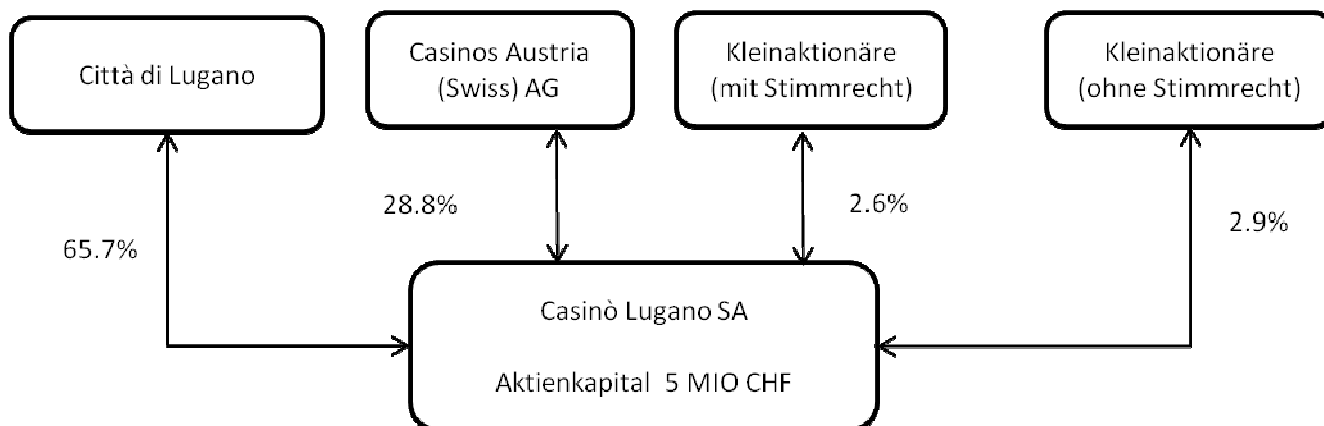 Città di Lugano
Casinos Austria
(Swiss) AG
Kleinaktionäre
(mit Stimmrecht)
Kleinaktionäre
(ohne Stimmrecht)
65.7%
28.8%
2.6%
2.9%
Casinò Lugano SA
Aktienkapital 5 MIO CHF